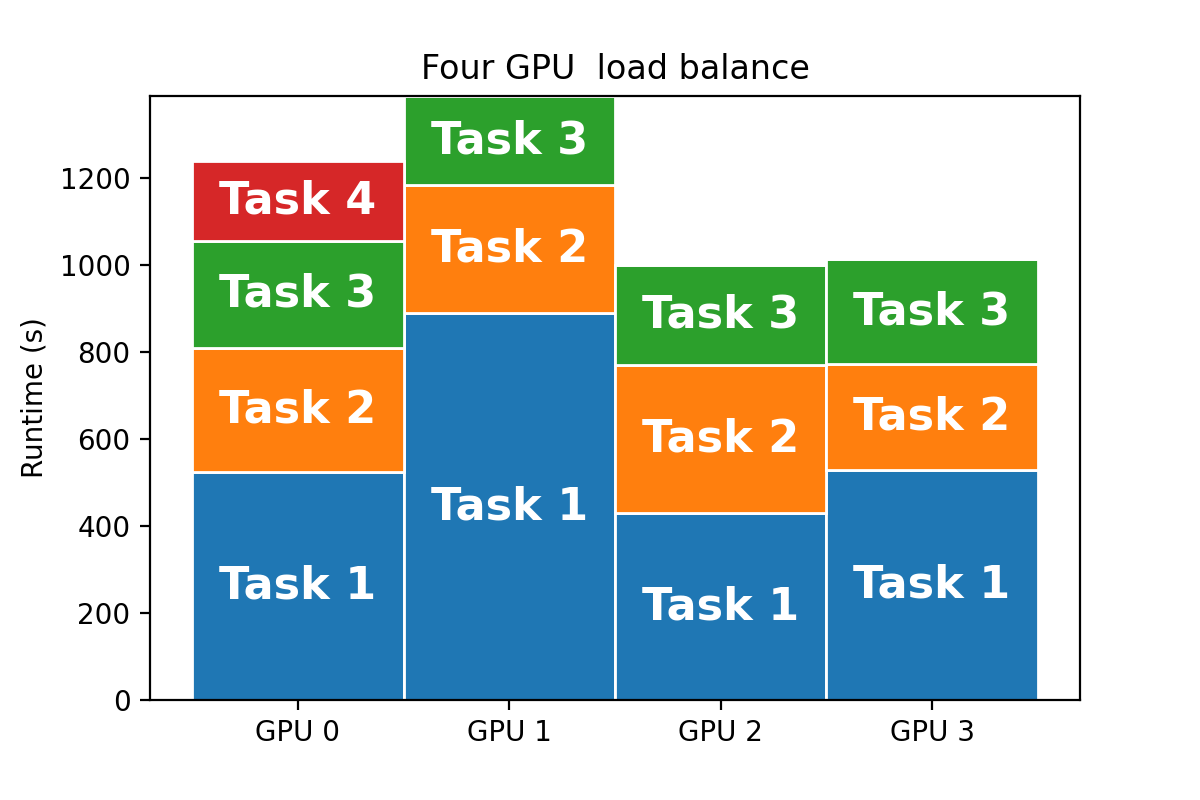 Four GPU  load balance
Runtime (s)
1200
1000
800
600
400
200
0
Task 4
Task 3
Task 2
Task 1
Task 3
Task 2
Task 1
Task 3
Task 2
Task 1
Task 3
Task 2
Task 1
GPU 0
GPU 1
GPU 2
GPU 3